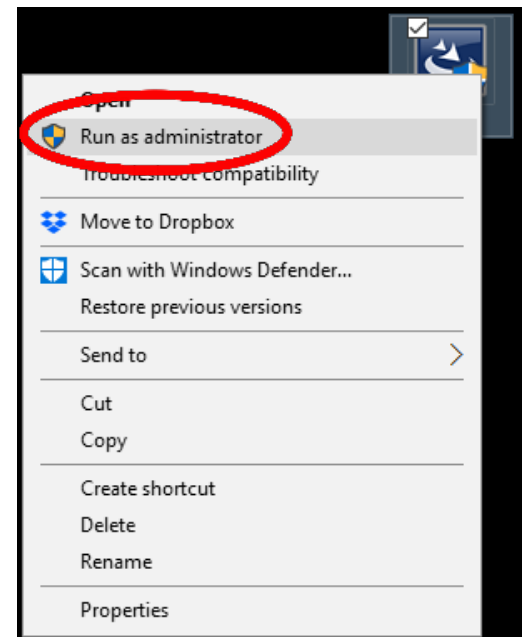 Open
Run as administrator
Troubleshoot compatibility
Move to Dropbox
Scan with Windows Defender...
Restore previous versions
Send to
Cut
Copy
Create shortcut
Delete
Rename
Properties